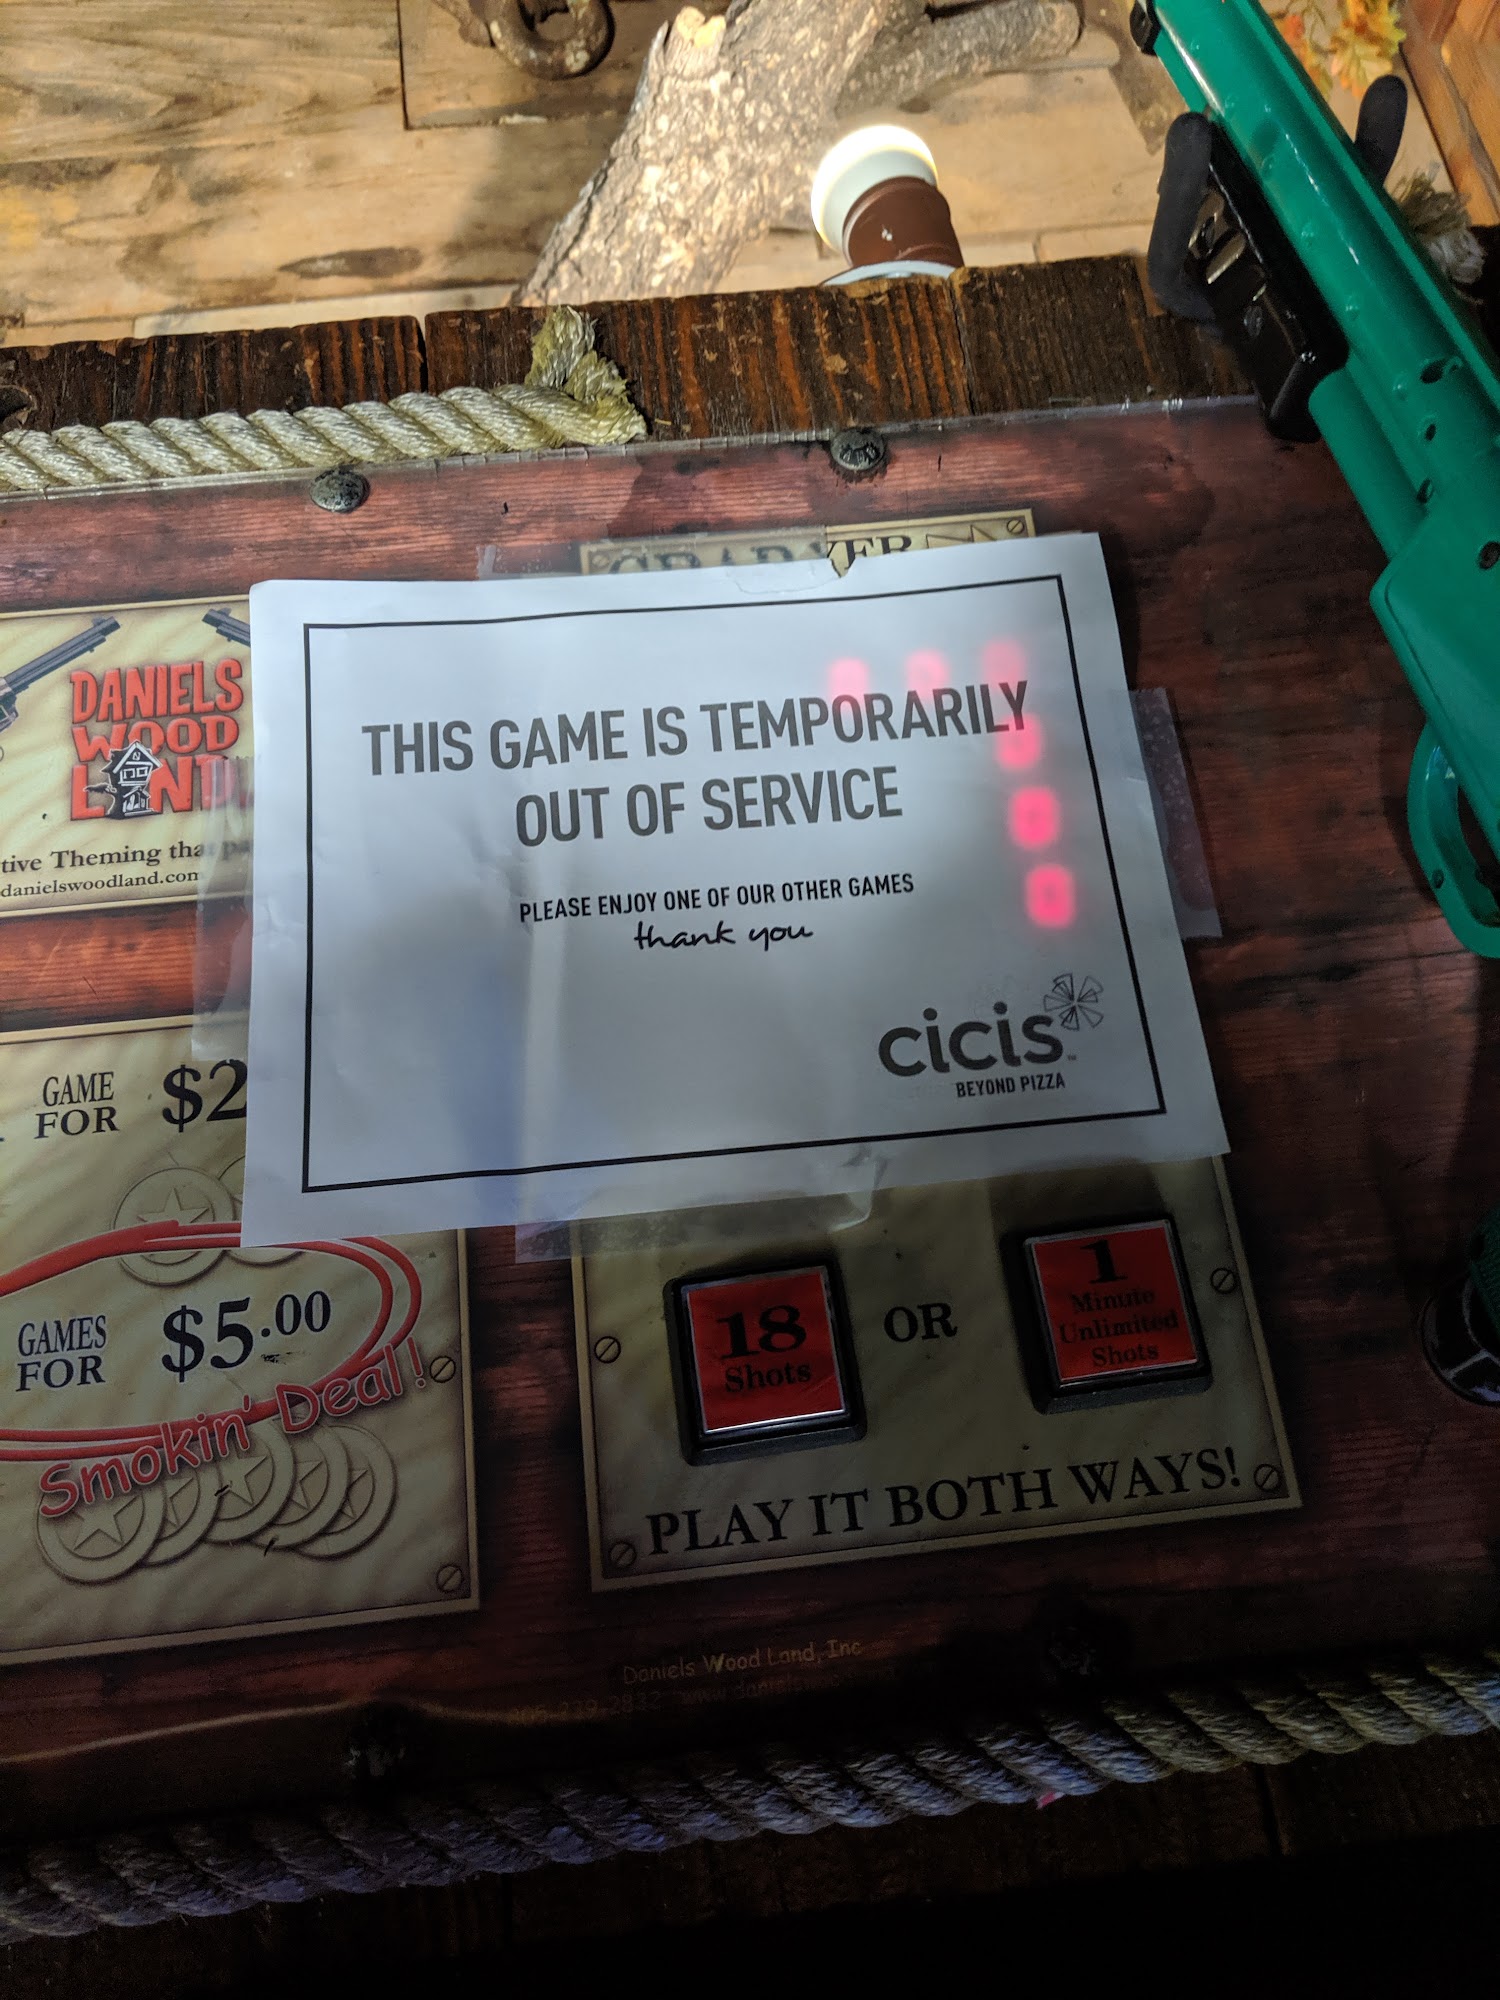 DANIELS
WOOD
LAND
tive Theming tha
danielswoodland.com
THIS GAME IS TEMPORARILY
OUT OF SERVICE
PLEASE ENJOY ONE OF OUR OTHER GAMES
thank you
cicis™
BEYOND PIZZA
GAME
FOR $2
GAMES
FOR $5.00
Smokin' Deal!
18
Shots
OR
1
Minute
Unlimited
Shots
PLAY IT BOTH WAYS!
Daniels Wood Land, Inc